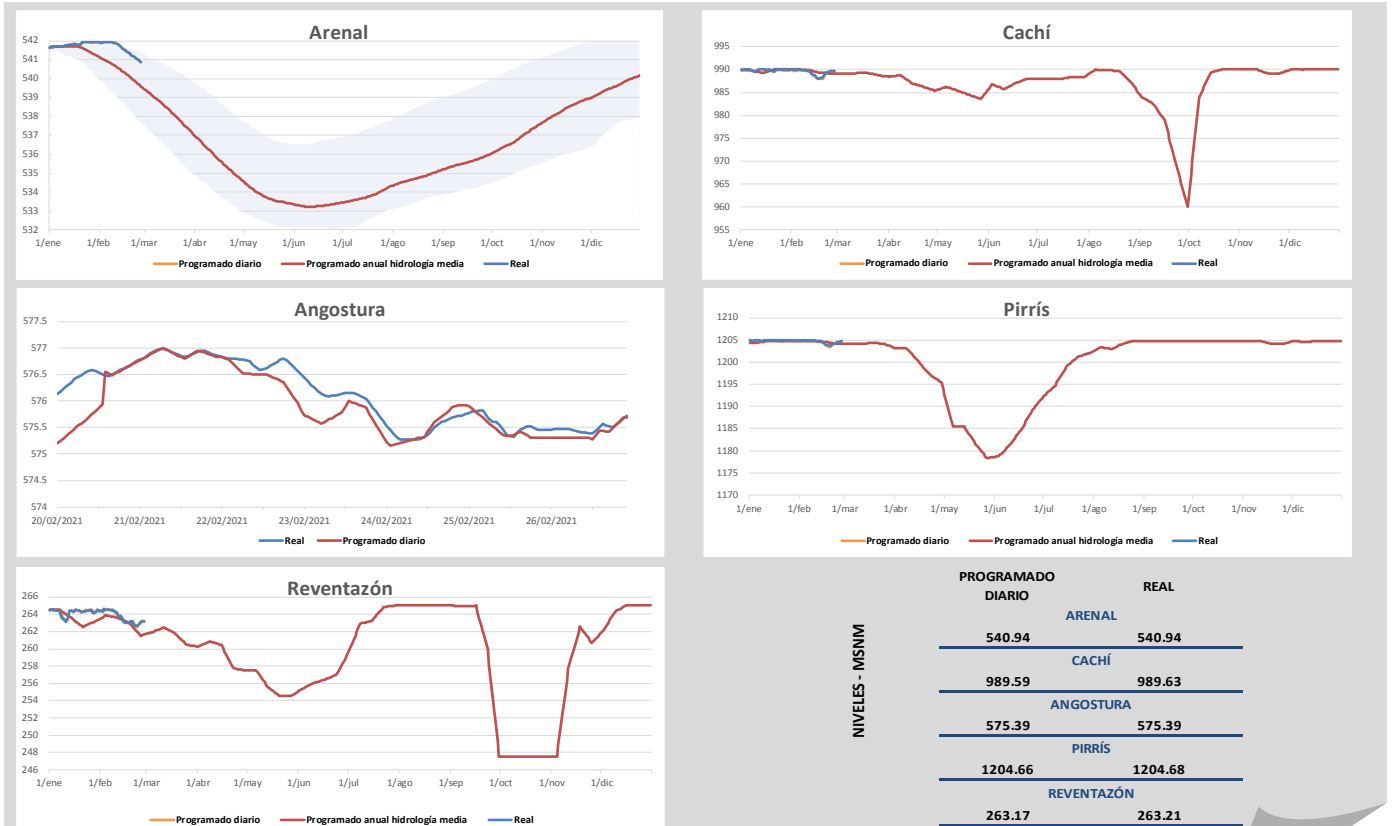 Arenal
542
541
540
539
537
536
535
534
533
532
1/ene 1/feb 1/mar 1/abr 1/may 1/jun 1/jul 1/ago 1/sep 1/oct 1/nov 1/dic
Programado diario Programado anual hidrología media Real
Cachí
995
990
985
980
975
970
965
960
955
1/ene 1/feb 1/mar 1/abr 1/may 1/jun 1/jul 1/ago 1/sep 1/oct 1/nov 1/dic
Programado diario Programado anual hidrología media Real
Angostura
577.5
577
576.5
576
575.5
575
574.5
574
20/02/2021 21/02/2021 22/02/2021 23/02/2021 24/02/2021 25/02/2021 26/02/2021
Real Programado diario
Pirrís
1210
1205
1200
1195
1190
1185
1180
1175
1170
1/ene 1/feb 1/mar 1/abr 1/may 1/jun 1/jul 1/ago 1/sep 1/oct 1/nov 1/dic
Programado diario Programado anual hidrología media Real
Reventazón
266
264
262
260
258
256
254
252
250
248
246
1/ene 1/feb 1/mar 1/abr 1/may 1/jun 1/jul 1/ago 1/sep 1/oct 1/nov 1/dic
Programado diario Programado anual hidrología media Real
NIVELES - MSNM
PROGRAMADO
DIARIO
REAL
ARENAL
540.94 540.94
CACHÍ
989.59 989.63
ANGOSTURA
575.39 575.39
PIRRÍS
1204.66 1204.68
REVENTAZÓN
263.17 263.21